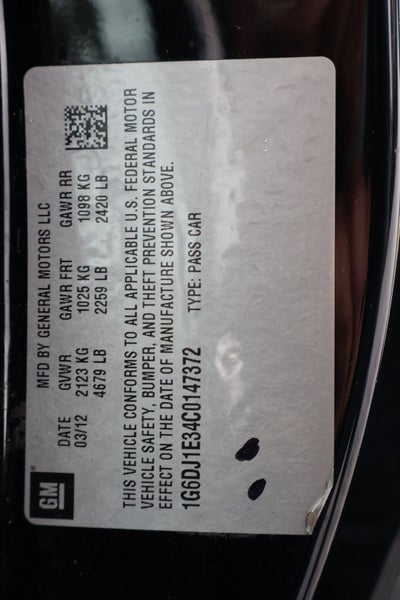 GM
MFD BY GENERAL MOTORS LLC
DATE GVWR GAWR FRT GAWR RR
03/12 2123 KG 1025 KG 1098 KG
4679 LB 2259 LB 2420 LB
THIS VEHICLE CONFORMS TO ALL APPLICABLE U.S. FEDERAL MOTOR
VEHICLE SAFETY, BUMPER, AND THEFT PREVENTION STANDARDS IN
EFFECT ON THE DATE OF MANUFACTURE SHOWN ABOVE.
1G6DJ1E34C0147372 TYPE: PASS CAR